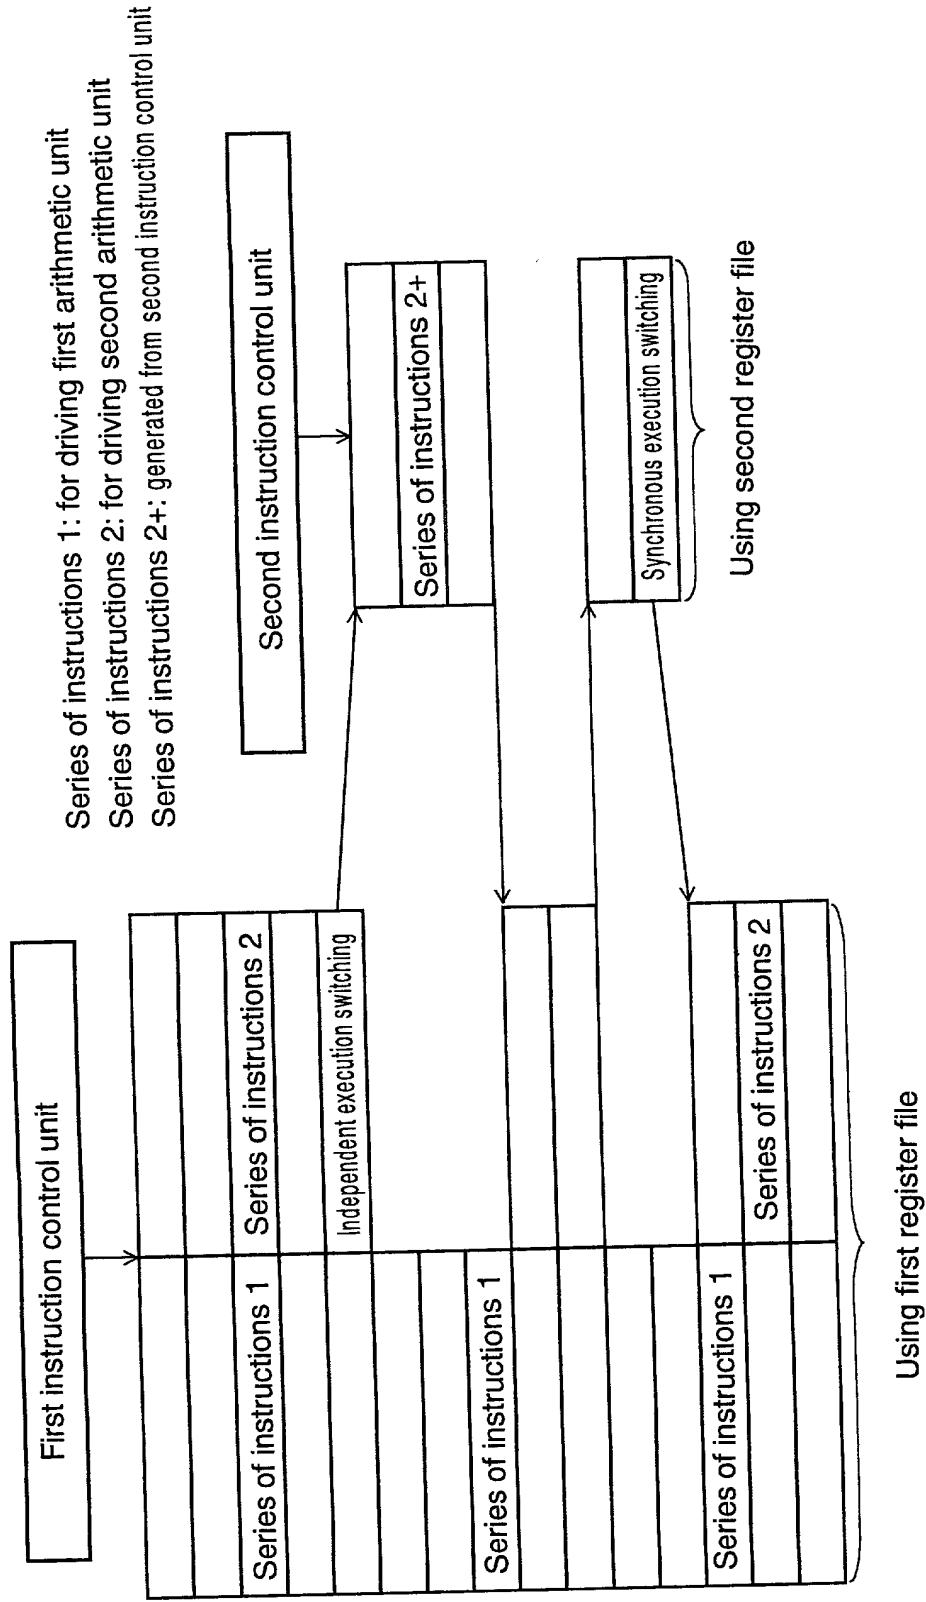 Series of instructions 1: for driving first arithmetic unit
Series of instructions 2: for driving second arithmetic unit
Series of instructions 2+: generated from second instruction control unit
First instruction control unit
Second instruction control unit
Series of instructions 1
Series of instructions 2
Independent execution switching
Series of instructions 2+
Series of instructions 1
Synchronous execution switching
Series of instructions 1
Series of instructions 2
Using first register file
Using second register file